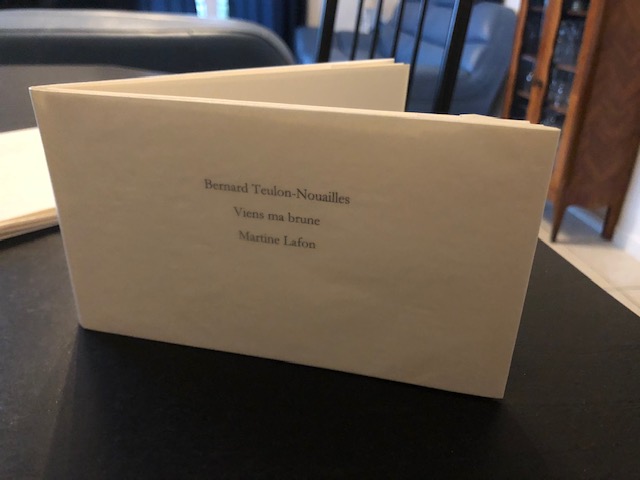 Bernard Teulon-Nouailles
Viens ma brune
Martine Lafon